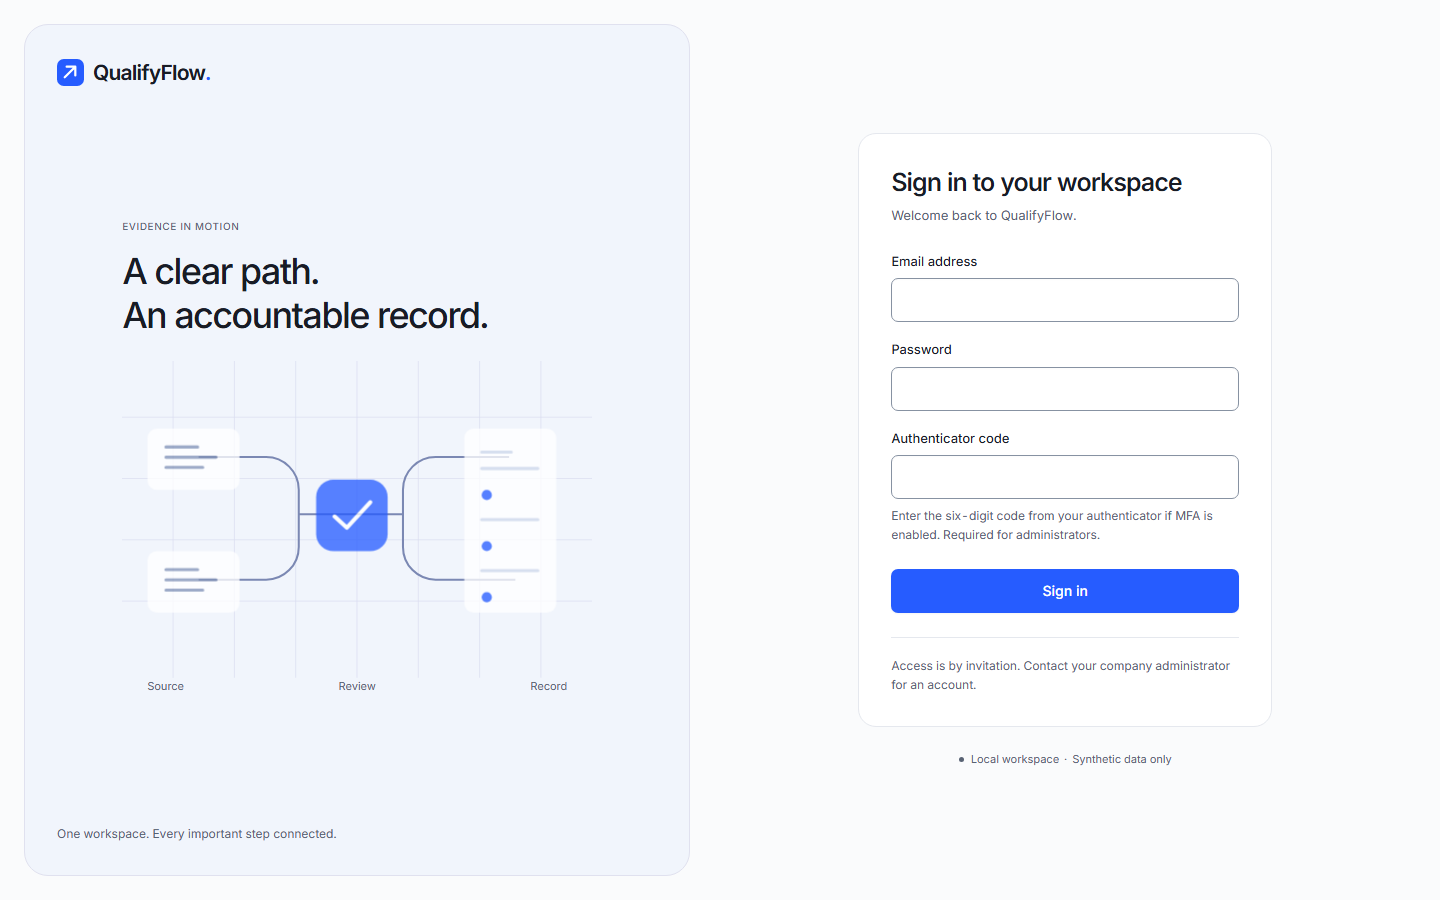 QualifyFlow.
EVIDENCE IN MOTION
A clear path.
An accountable record.
Source
Review
Record
One workspace. Every important step connected.
Sign in to your workspace
Welcome back to QualifyFlow.
Email address
Password
Authenticator code
Enter the six-digit code from your authenticator if MFA is
enabled. Required for administrators.
Sign in
Access is by invitation. Contact your company administrator
for an account.
Local workspace · Synthetic data only